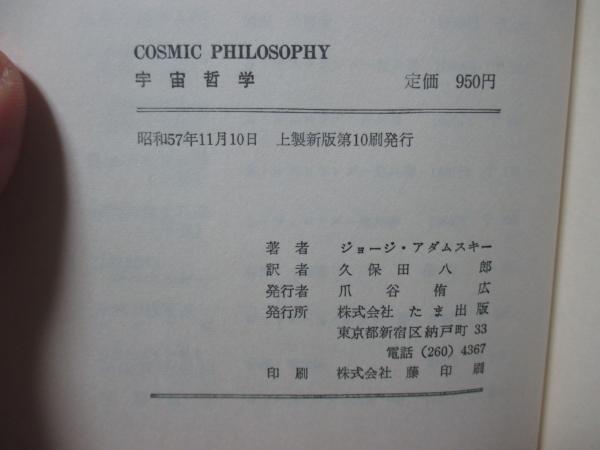 COSMIC PHILOSOPHY
宇宙哲学 定価 950円
昭和57年11月10日 上製新版第10刷発行
著者 ジョージ・アダムスキー
訳者 久保田八郎
発行者 爪谷侑広
発行所 株式会社 たま出版
東京都新宿区納戸町 33
電話 (260) 4367
印刷 株式会社 藤印刷